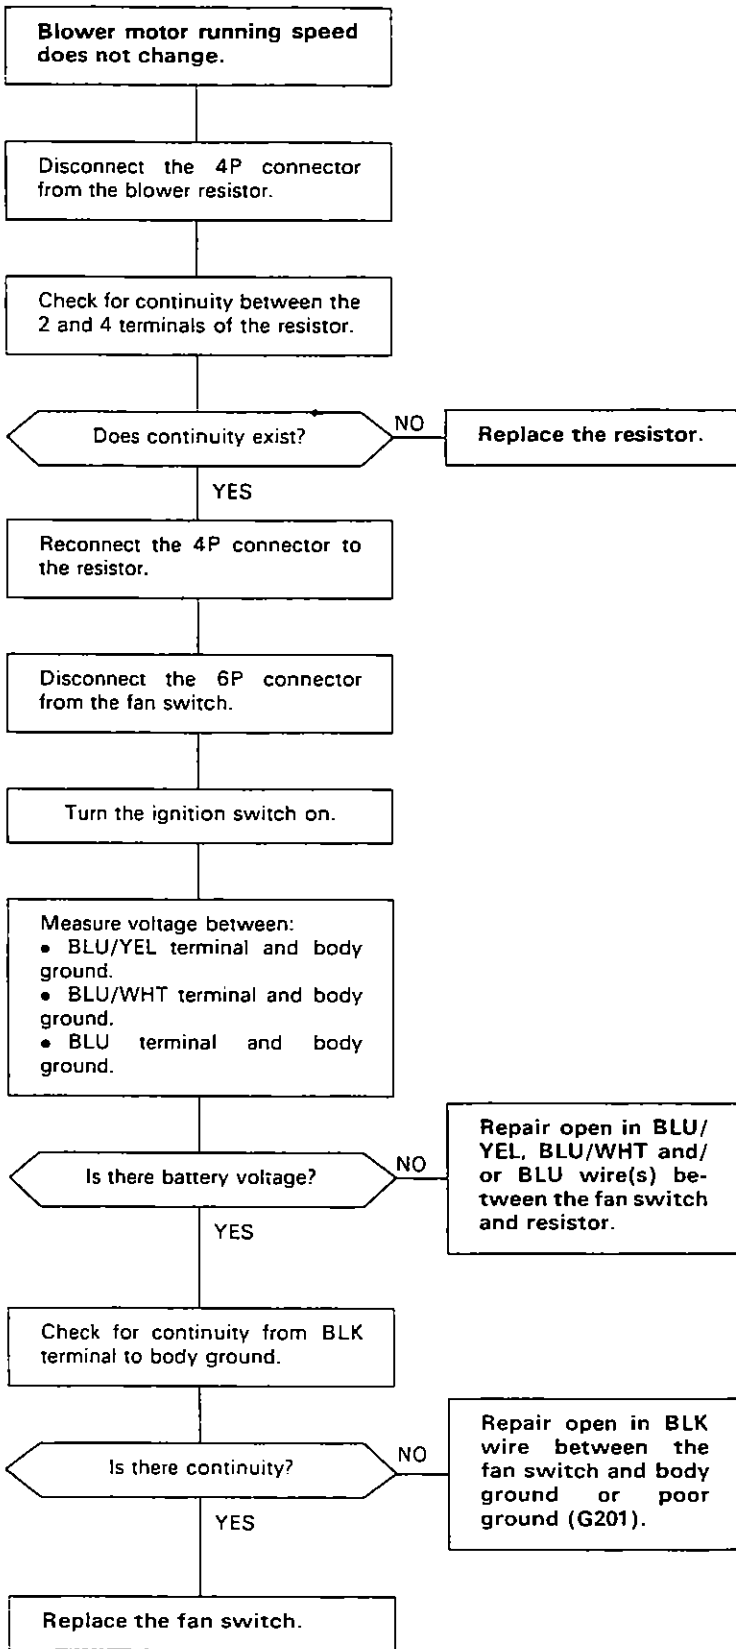 Blower motor running speed
does not change.
Disconnect the 4P connector
from the blower resistor.
Check for continuity between the
2 and 4 terminals of the resistor.
Does continuity exist?
NO
Replace the resistor.
YES
Reconnect the 4P connector to
the resistor.
Disconnect the 6P connector
from the fan switch.
Turn the ignition switch on.
Measure voltage between:
• BLU/YEL terminal and body
ground.
• BLU/WHT terminal and body
ground.
• BLU terminal and body
ground.
Is there battery voltage?
NO
Repair open in BLU/
YEL, BLU/WHT and/
or BLU wire(s) be-
tween the fan switch
and resistor.
YES
Check for continuity from BLK
terminal to body ground.
Is there continuity?
NO
Repair open in BLK
wire between the
fan switch and body
ground or poor
ground (G201).
YES
Replace the fan switch.